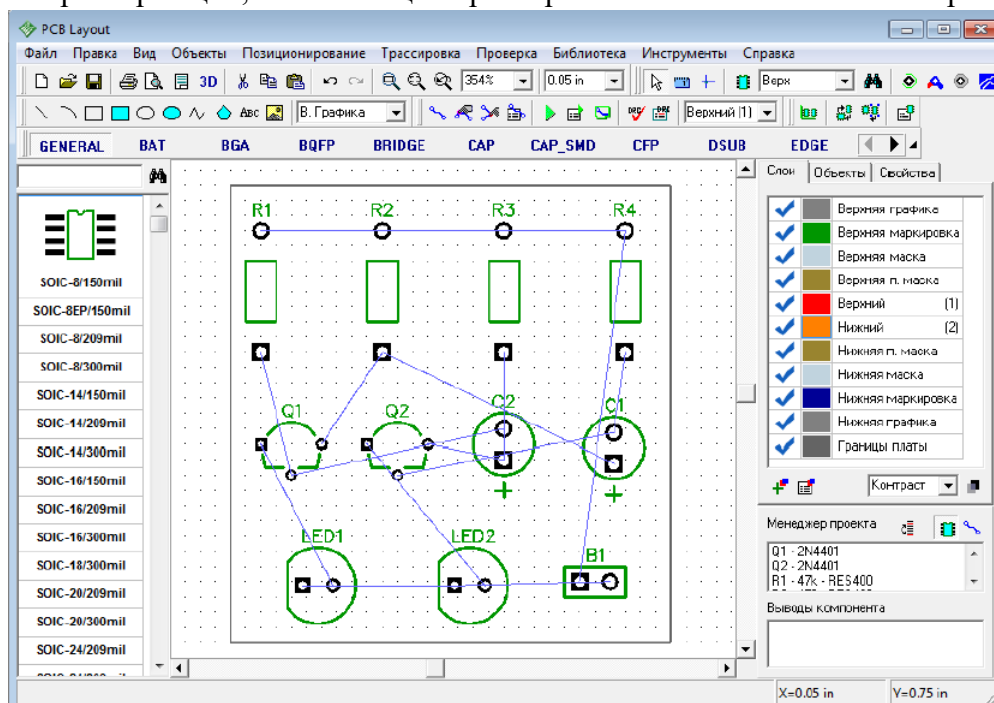 PCB Layout
Файл Правка Вид Объекты Позиционирование Трассировка Проверка Библиотека Инструменты Справка
3D 354% 0.05 in Верх
ABC В. Графика Верхний (1)
GENERAL BAT BGA BQFP BRIDGE CAP CAP_SMD CFP DSUB EDGE
Слои Объекты Свойства
Верхняя графика
Верхняя маркировка
Верхняя маска
Верхняя п. маска
Верхний (1)
Нижний (2)
Нижняя п. маска
Нижняя маска
Нижняя маркировка
Нижняя графика
Границы платы
Контраст
SOIC-8/150mil
SOIC-8EP/150mil
SOIC-8/209mil
SOIC-8/300mil
SOIC-14/150mil
SOIC-14/209mil
SOIC-14/300mil
SOIC-16/150mil
SOIC-16/209mil
SOIC-16/300mil
SOIC-18/300mil
SOIC-20/209mil
SOIC-20/300mil
SOIC-24/209mil
R1 R2 R3 R4
Q1 Q2 C2 C1
+ +
LED1 LED2 B1
Менеджер проекта
Q1 - 2N4401
Q2 - 2N4401
R1 - 47k - RES400
Выводы компонента
X=0.05 in Y=0.75 in